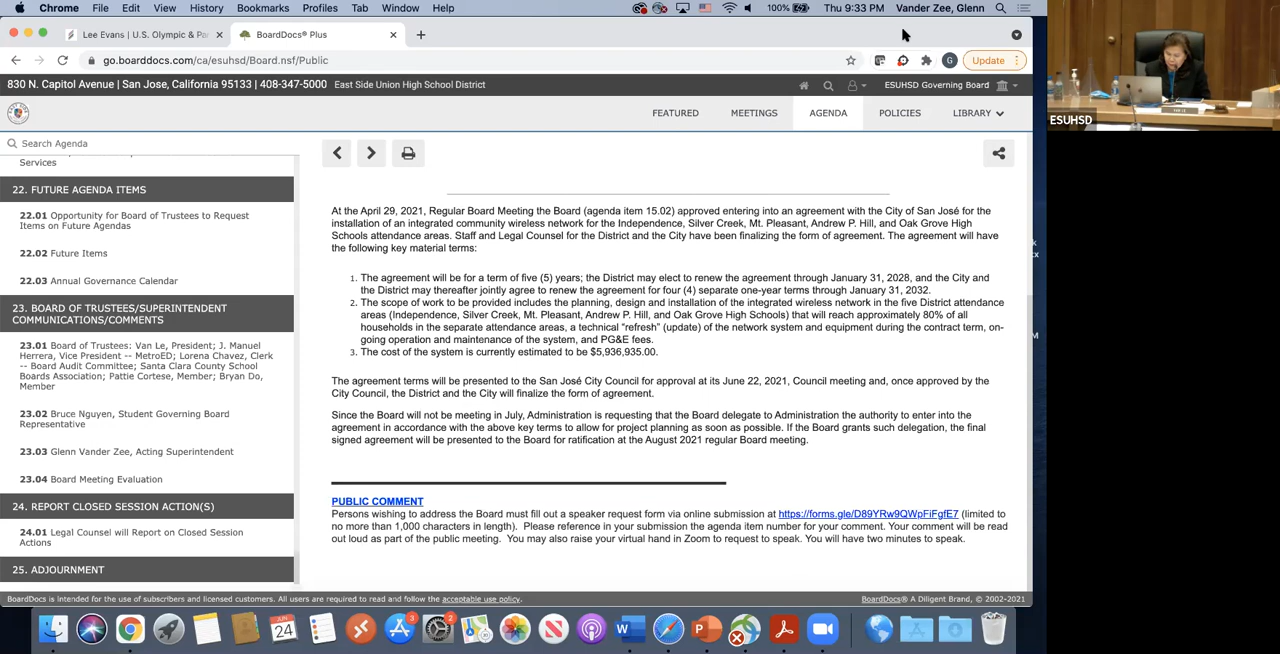 Chrome File Edit View History Bookmarks Profiles Tab Window Help 100% Thu 9:33 PM Vander Zee, Glenn
Lee Evans | U.S. Olympic & Par
BoardDocs® Plus
go.boarddocs.com/ca/esuhsd/Board.nsf/Public
G Update
830 N. Capitol Avenue | San Jose, California 95133 | 408-347-5000 East Side Union High School District
ESUHSD Governing Board
FEATURED MEETINGS AGENDA POLICIES LIBRARY
Search Agenda
Services
22. FUTURE AGENDA ITEMS
22.01 Opportunity for Board of Trustees to Request
Items on Future Agendas
22.02 Future Items
22.03 Annual Governance Calendar
23. BOARD OF TRUSTEES/SUPERINTENDENT
COMMUNICATIONS/COMMENTS
23.01 Board of Trustees: Van Le, President; J. Manuel
Herrera, Vice President -- MetroED; Lorena Chavez, Clerk
-- Board Audit Committee; Santa Clara County School
Boards Association; Pattie Cortese, Member; Bryan Do,
Member
23.02 Bruce Nguyen, Student Governing Board
Representative
23.03 Glenn Vander Zee, Acting Superintendent
23.04 Board Meeting Evaluation
24. REPORT CLOSED SESSION ACTION(S)
24.01 Legal Counsel will Report on Closed Session
Actions
25. ADJOURNMENT
At the April 29, 2021, Regular Board Meeting the Board (agenda item 15.02) approved entering into an agreement with the City of San José for the
installation of an integrated community wireless network for the Independence, Silver Creek, Mt. Pleasant, Andrew P. Hill, and Oak Grove High
Schools attendance areas. Staff and Legal Counsel for the District and the City have been finalizing the form of agreement. The agreement will have
the following key material terms:
1. The agreement will be for a term of five (5) years; the District may elect to renew the agreement through January 31, 2028, and the City and
the District may thereafter jointly agree to renew the agreement for four (4) separate one-year terms through January 31, 2032.
2. The scope of work to be provided includes the planning, design and installation of the integrated wireless network in the five District attendance
areas (Independence, Silver Creek, Mt. Pleasant, Andrew P. Hill, and Oak Grove High Schools) that will reach approximately 80% of all
households in the separate attendance areas, a technical “refresh” (update) of the network system and equipment during the contract term, on-
going operation and maintenance of the system, and PG&E fees.
3. The cost of the system is currently estimated to be $5,936,935.00.
The agreement terms will be presented to the San José City Council for approval at its June 22, 2021, Council meeting and, once approved by the
City Council, the District and the City will finalize the form of agreement.
Since the Board will not be meeting in July, Administration is requesting that the Board delegate to Administration the authority to enter into the
agreement in accordance with the above key terms to allow for project planning as soon as possible. If the Board grants such delegation, the final
signed agreement will be presented to the Board for ratification at the August 2021 regular Board meeting.
PUBLIC COMMENT
Persons wishing to address the Board must fill out a speaker request form via online submission at https://forms.gle/D89YRw9QWpFiFgfE7 (limited to
no more than 1,000 characters in length). Please reference in your submission the agenda item number for your comment. Your comment will be read
out loud as part of the public meeting. You may also raise your virtual hand in Zoom to request to speak. You will have two minutes to speak.
BoardDocs is intended for the use of subscribers and licensed customers. All users are required to read and follow the acceptable use policy.
BoardDocs® A Diligent Brand, © 2002-2021
ESUHSD
JUN
24
3
2
W
P